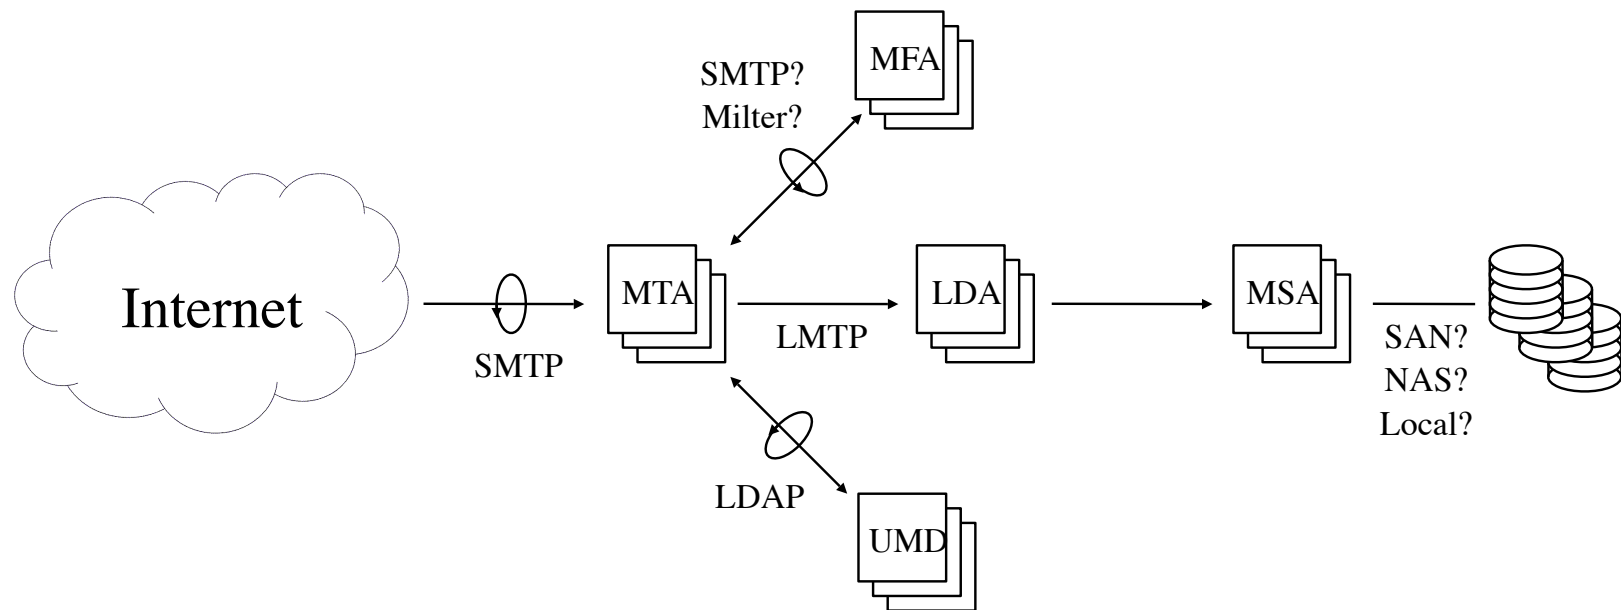 MFA
SMTP?
Milter?
Internet
SMTP
MTA
LMTP
LDA
MSA
SAN?
NAS?
Local?
LDAP
UMD